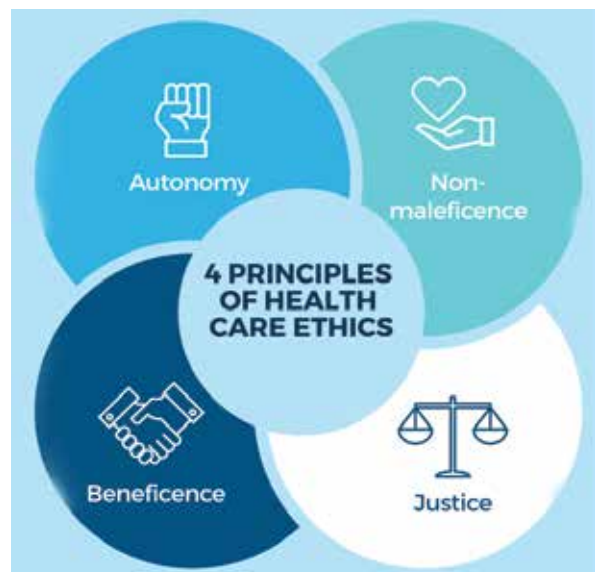 Autonomy
Non-
maleficence
4 PRINCIPLES
OF HEALTH
CARE ETHICS
Beneficence
Justice